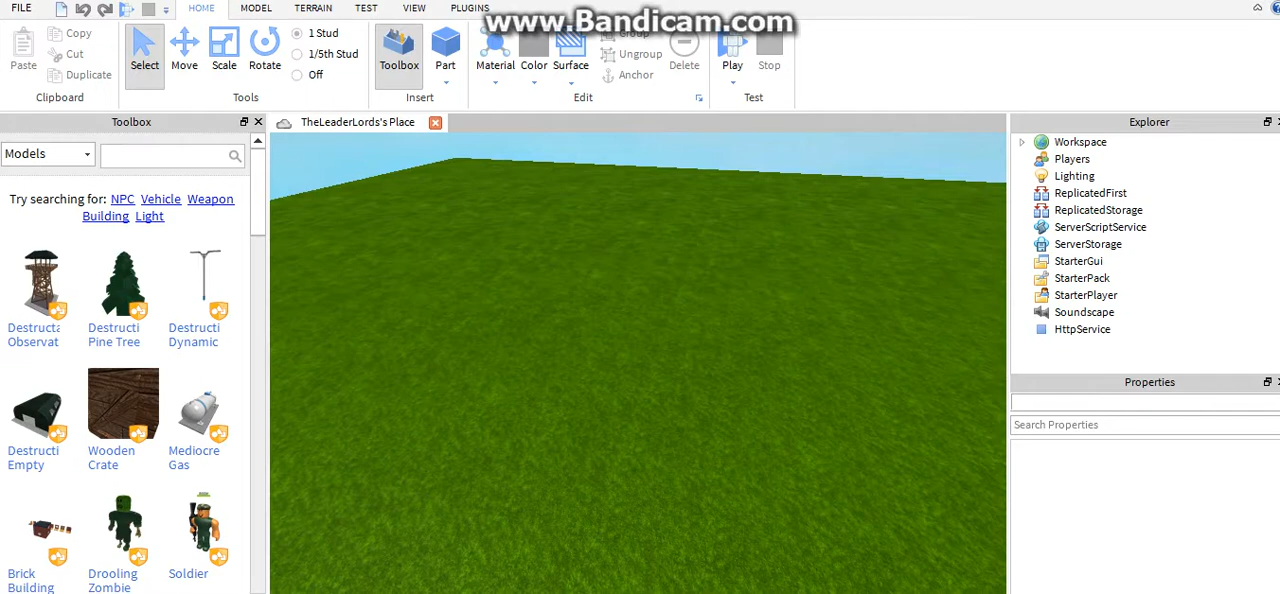 FILE HOME MODEL TERRAIN TEST VIEW PLUGINS
www.Bandicam.com
Paste
Copy
Cut
Duplicate
Clipboard
Select Move Scale Rotate
1 Stud
1/5th Stud
Off
Tools
Toolbox Part
Insert
Material Color Surface
Group
Ungroup
Anchor
Delete
Edit
Play Stop
Test
Toolbox
Models
Try searching for: NPC Vehicle Weapon
Building Light
Destructa
Observat
Destructi
Pine Tree
Destructi
Dynamic
Destructi
Empty
Wooden
Crate
Mediocre
Gas
Brick
Building
Drooling
Zombie
Soldier
TheLeaderLords's Place
Explorer
Workspace
Players
Lighting
ReplicatedFirst
ReplicatedStorage
ServerScriptService
ServerStorage
StarterGui
StarterPack
StarterPlayer
Soundscape
HttpService
Properties
Search Properties